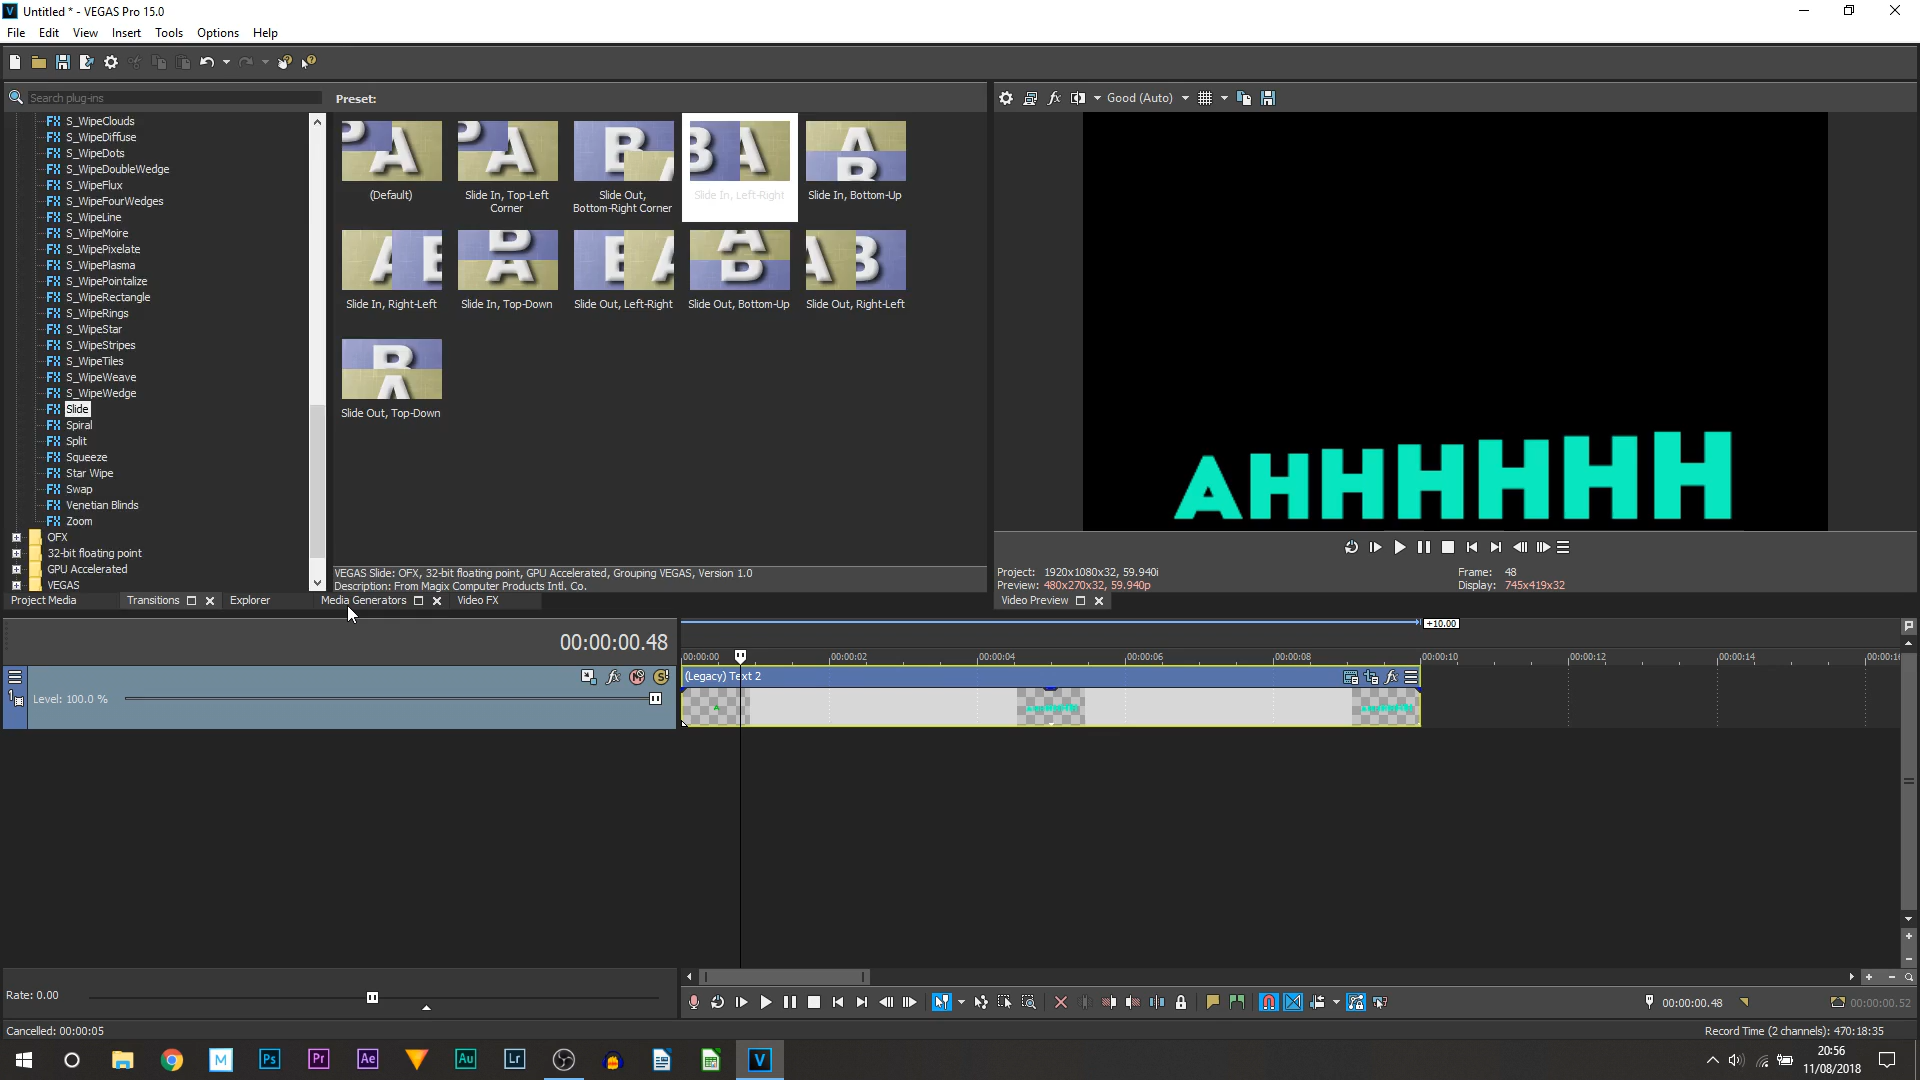 Untitled * - VEGAS Pro 15.0
File Edit View Insert Tools Options Help
Search plug-ins
Preset:
Good (Auto)
S_WipeClouds
S_WipeDiffuse
S_WipeDots
S_WipeDoubleWedge
S_WipeFlux
S_WipeFourWedges
S_WipeLine
S_WipeMoire
S_WipePixelate
S_WipePlasma
S_WipePointalize
S_WipeRectangle
S_WipeRings
S_WipeStar
S_WipeStripes
S_WipeTiles
S_WipeWeave
S_WipeWedge
Slide
Spiral
Split
Squeeze
Star Wipe
Swap
Venetian Blinds
Zoom
OFX
32-bit floating point
GPU Accelerated
VEGAS
(Default)
Slide In, Top-Left Corner
Slide Out, Bottom-Right Corner
Slide In, Left-Right
Slide In, Bottom-Up
Slide In, Right-Left
Slide In, Top-Down
Slide Out, Left-Right
Slide Out, Bottom-Up
Slide Out, Right-Left
Slide Out, Top-Down
VEGAS Slide: OFX, 32-bit floating point, GPU Accelerated, Grouping VEGAS, Version 1.0
Description: From Magix Computer Products Intl. Co.
Project Media Transitions Explorer Media Generators Video FX
AHHHHHH
Project: 1920x1080x32, 59.940i
Frame: 48
Preview: 480x270x32, 59.940p
Display: 745x419x32
Video Preview
00:00:00.48
+10.00
00:00:00 00:00:02 00:00:04 00:00:06 00:00:08 00:00:10 00:00:12 00:00:14 00:00:1
(Legacy) Text 2
1
Level: 100.0 %
Rate: 0.00
00:00:00.48
00:00:00.52
Cancelled: 00:00:05
Record Time (2 channels): 470:18:35
M Ps Pr Ae Au Lr V
20:56
11/08/2018